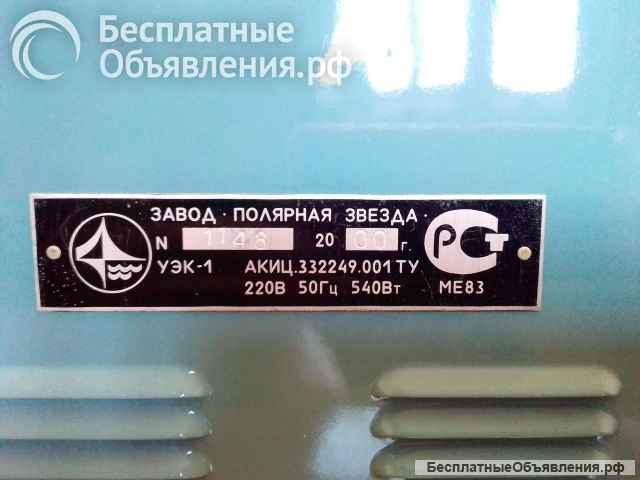 Бесплатные
Объявления.рф
ЗАВОД · ПОЛЯРНАЯ ЗВЕЗДА ·
N 1148 20 00 г. РСТ
УЭК-1 АКИЦ.332249.001 ТУ
220В 50Гц 540Вт МЕ83
БесплатныеОбъявления.рф